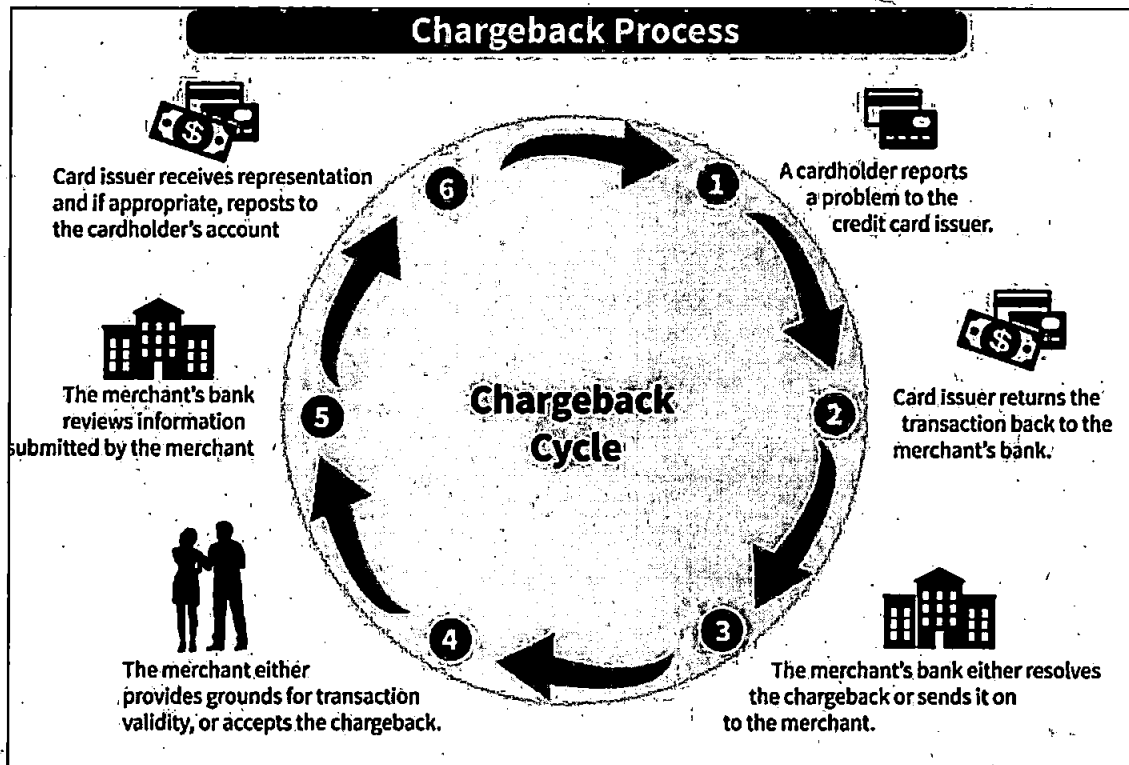 Chargeback Process
Card issuer receives representation
and if appropriate, reposts to
the cardholder's account
6
1
A cardholder reports
a problem to the
credit card issuer.
The merchant's bank
reviews information
submitted by the merchant
5
Chargeback
Cycle
2
Card issuer returns the
transaction back to the
merchant's bank.
The merchant either
provides grounds for transaction
validity, or accepts the chargeback.
4
3
The merchant's bank either resolves
the chargeback or sends it on
to the merchant.